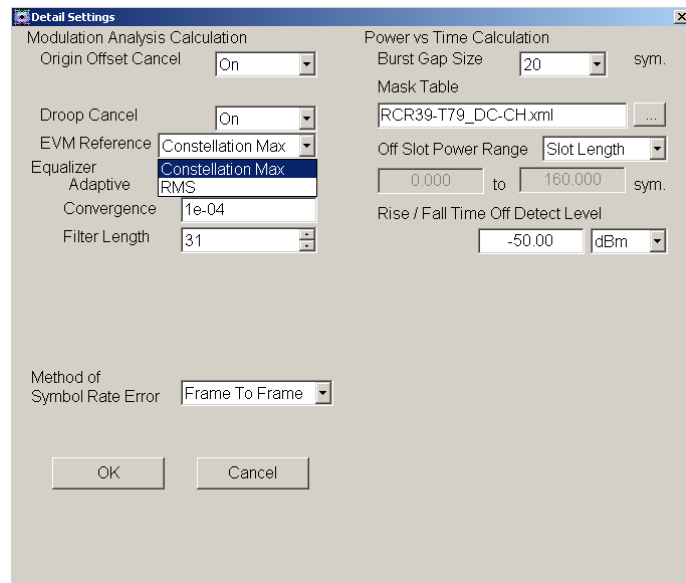 Detail Settings
Modulation Analysis Calculation
Origin Offset Cancel On
Droop Cancel On
EVM Reference Constellation Max
Constellation Max
RMS
Equalizer
Adaptive
Convergence 1e-04
Filter Length 31
Method of
Symbol Rate Error Frame To Frame
OK Cancel
Power vs Time Calculation
Burst Gap Size 20 sym.
Mask Table
RCR39-T79_DC-CH.xml ...
Off Slot Power Range Slot Length
0.000 to 160.000 sym.
Rise / Fall Time Off Detect Level
-50.00 dBm